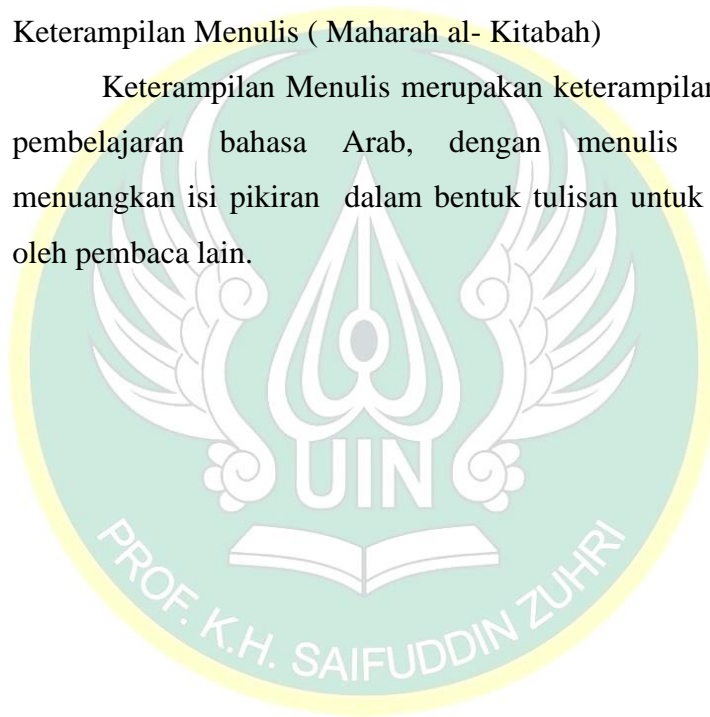 Keterampilan Menulis ( Maharah al- Kitabah)
Keterampilan Menulis merupakan keterampilan
pembelajaran bahasa Arab, dengan menulis
menuangkan isi pikiran dalam bentuk tulisan untuk
oleh pembaca lain.
UIN
PROF. K.H. SAIFUDDIN ZUHRI